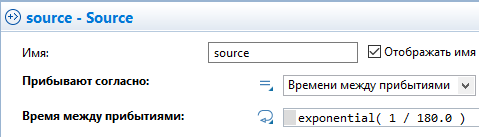 source - Source
Имя: source Отображать имя
Прибывают согласно: Времени между прибытиями
Время между прибытиями: exponential( 1 / 180.0 )